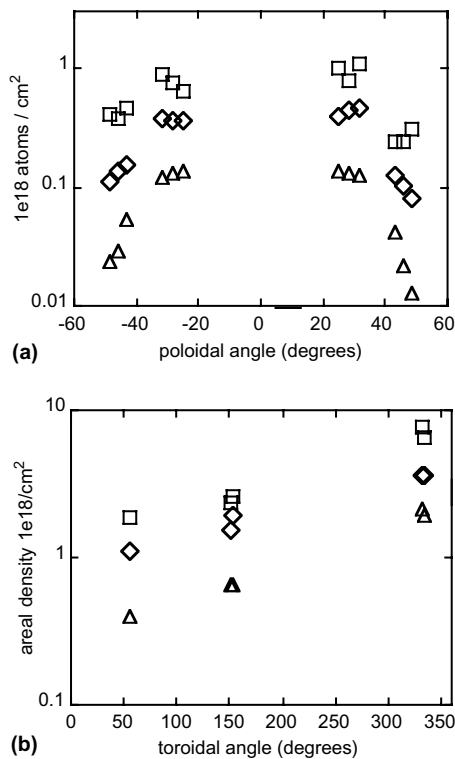 1
0.1
0.01
1e18 atoms / cm²
-60 -40 -20 0 20 40 60
(a) poloidal angle (degrees)
10
1
0.1
areal density 1e18/cm²
0 50 100 150 200 250 300 350
(b) toroidal angle (degrees)